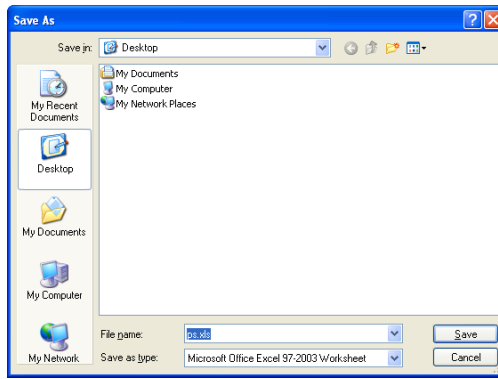 Save As
Save in:
Desktop
My Documents
My Computer
My Network Places
My Recent
Documents
Desktop
My Documents
My Computer
My Network
File name:
ps.xls
Save
Save as type:
Microsoft Office Excel 97-2003 Worksheet
Cancel